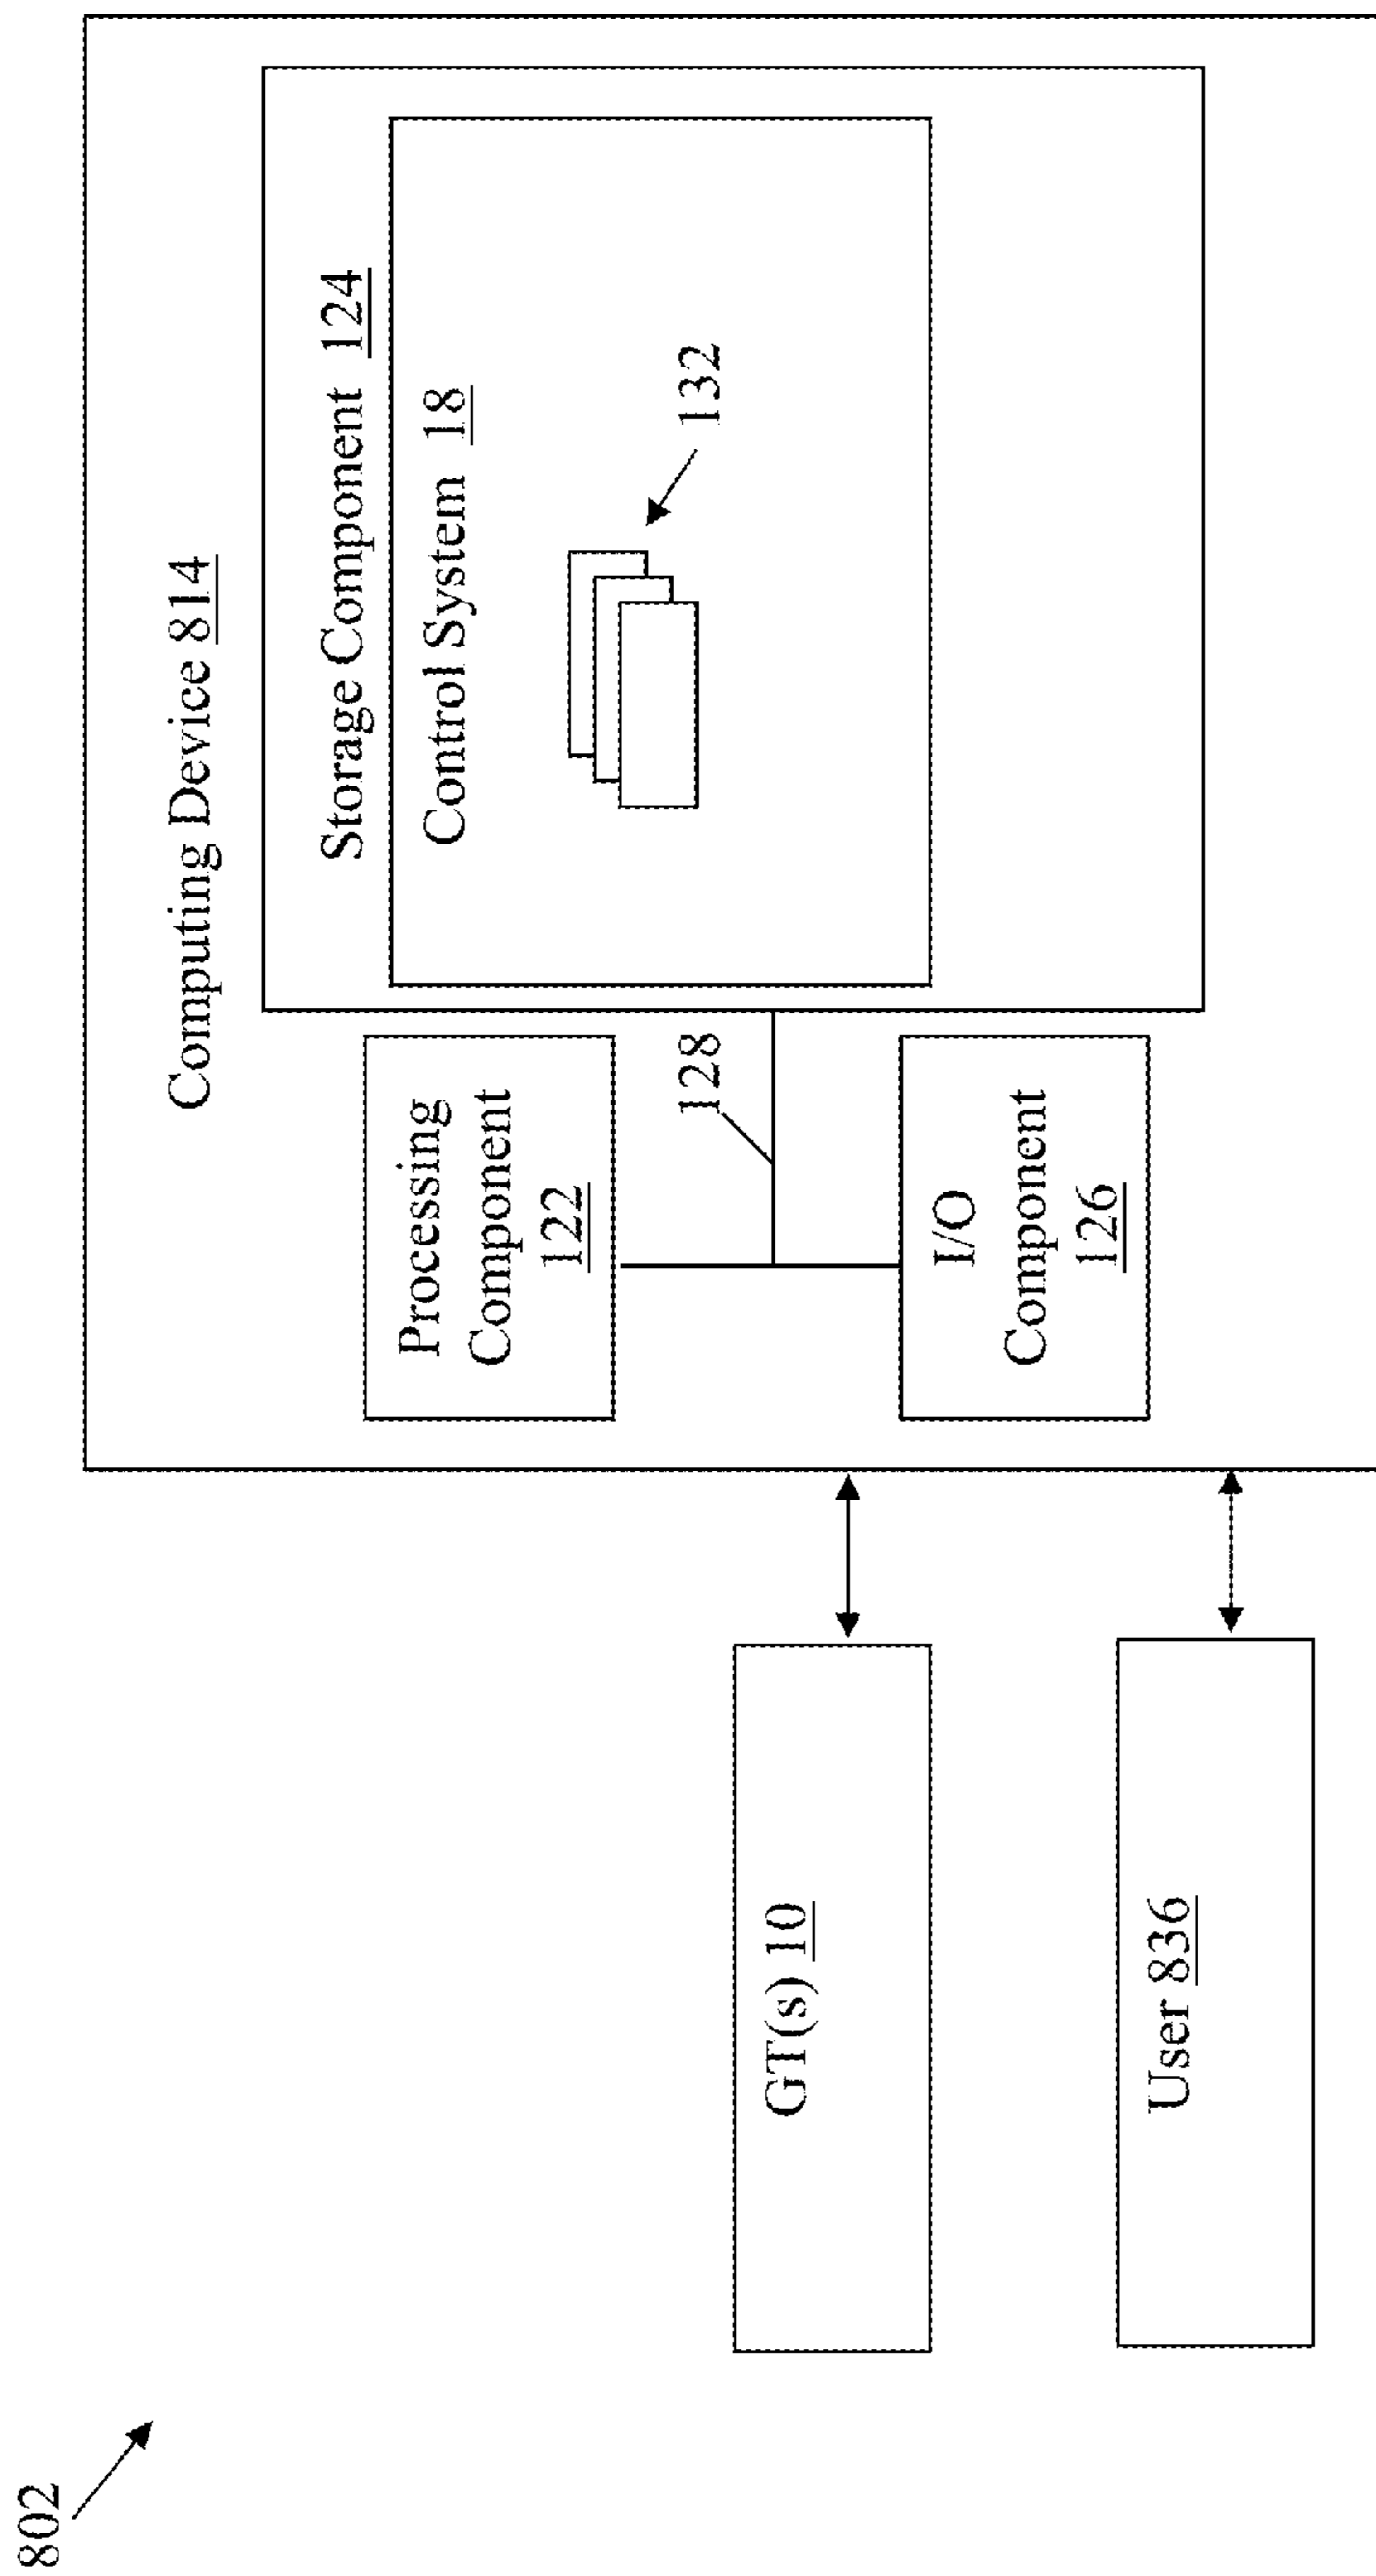 802
Computing Device 814
Storage Component 124
Processing
Component
122
Control System 18
128
132
GT(s) 10
I/O
Component
126
User 836